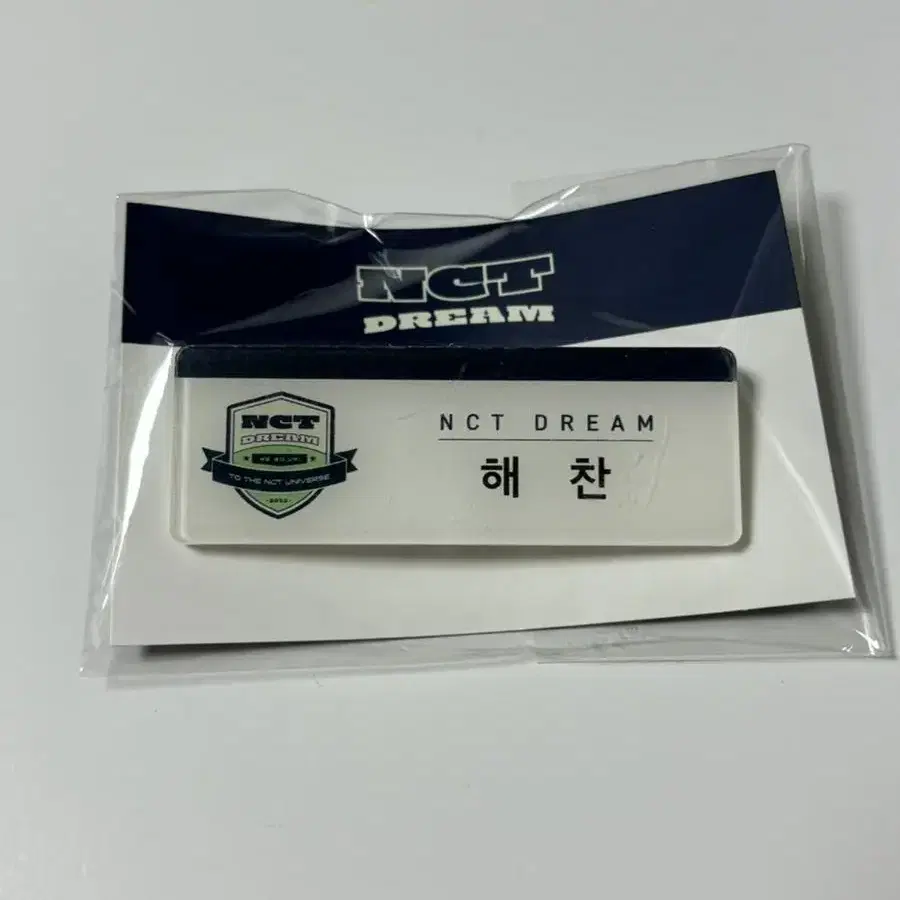 NCT
DREAM
NCT
DREAM
TO THE NCT UNIVERSE
NCT DREAM
해 찬